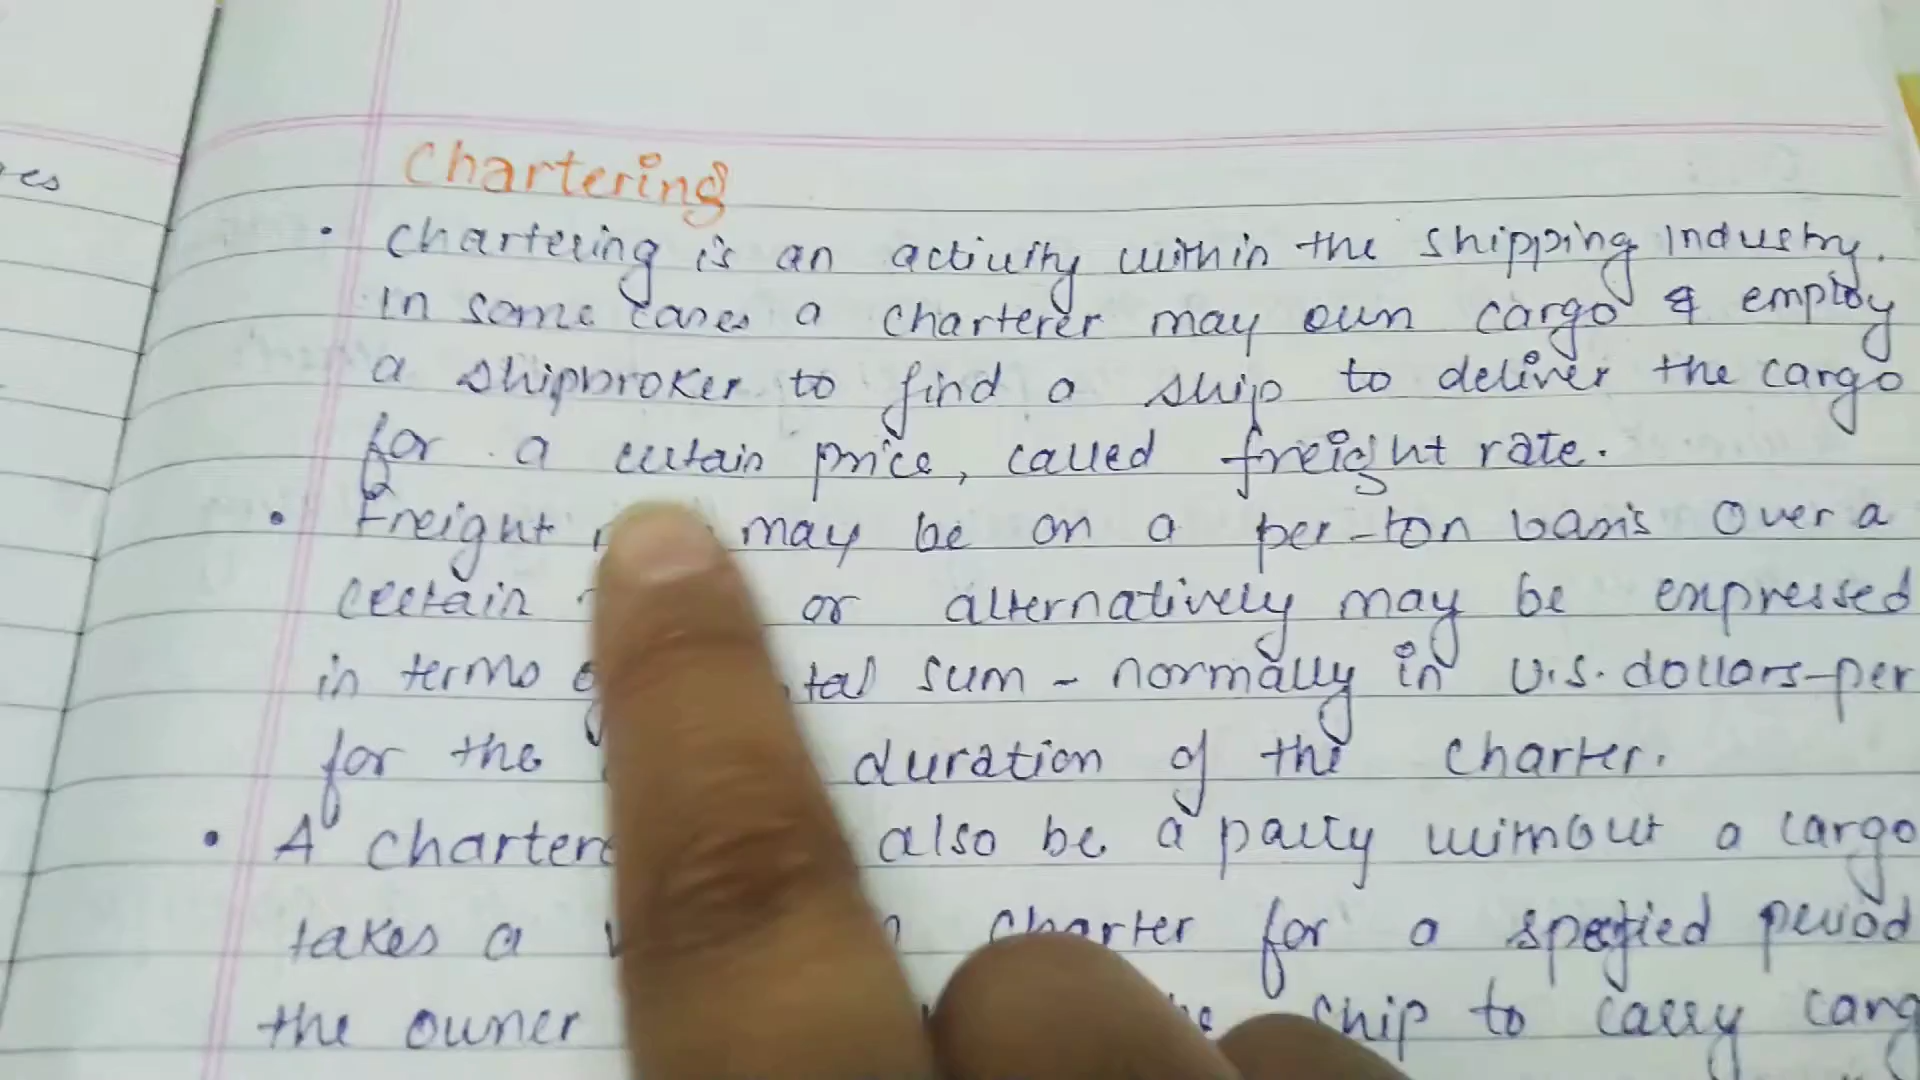 es
Chartering
• Chartering is an activity within the shipping Industry.
In some cases a charterer may own cargo & employ
a shipbroker to find a ship to deliver the cargo
for a certain price, called freight rate.
• Freight may be on a per-ton basis over a
certain or alternatively may be expressed
in terms sum - normally in U.S. dollars-per
for the duration of the charter.
• A also be a party without a cargo
takes a charter for a specified period
the owner ship to carry